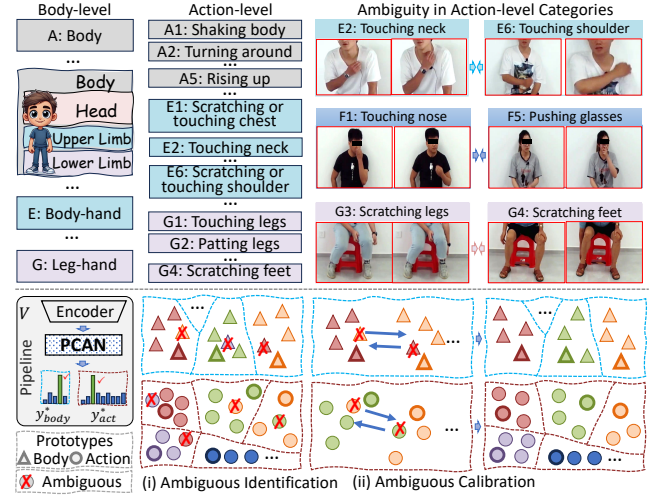 Body-level
Action-level
Ambiguity in Action-level Categories
A: Body
...
Body
Head
Upper Limb
Lower Limb
...
E: Body-hand
...
G: Leg-hand
A1: Shaking body
A2: Turning around
...
A5: Rising up
...
E1: Scratching or
touching chest
E2: Touching neck
...
E6: Scratching or
touching shoulder
...
G1: Touching legs
G2: Patting legs
...
G4: Scratching feet
E2: Touching neck
E6: Touching shoulder
F1: Touching nose
F5: Pushing glasses
G3: Scratching legs
G4: Scratching feet
V
Encoder
PCAN
Pipeline
y*body
y*act
Prototypes
Body
Action
Ambiguous
...
...
...
...
...
...
(i) Ambiguous Identification
(ii) Ambiguous Calibration